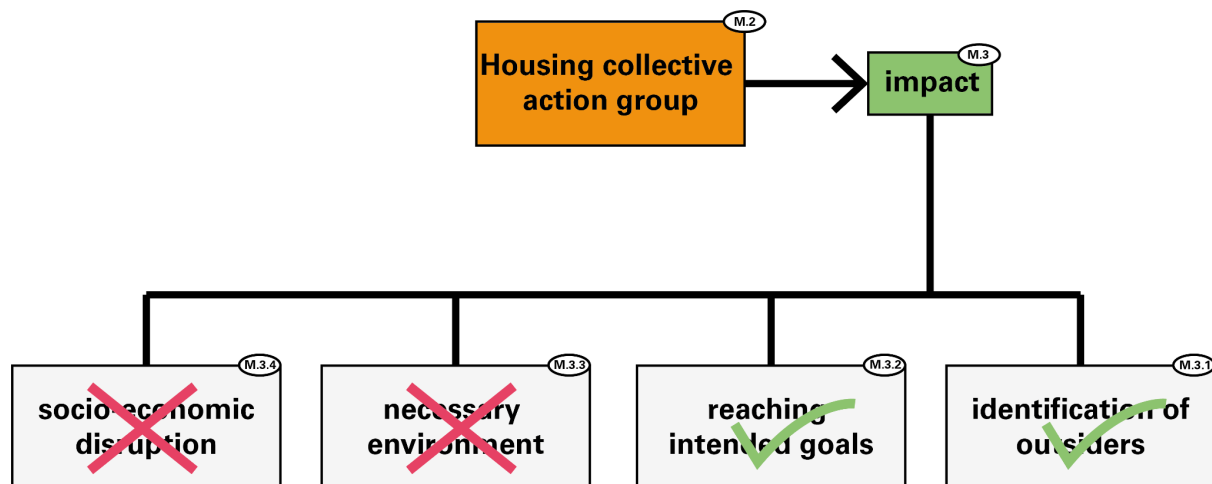 M.2
Housing collective
action group
M.3
impact
M.3.4
socio-economic
disruption
M.3.3
necessary
environment
M.3.2
reaching
intended goals
M.3.1
identification of
outsiders